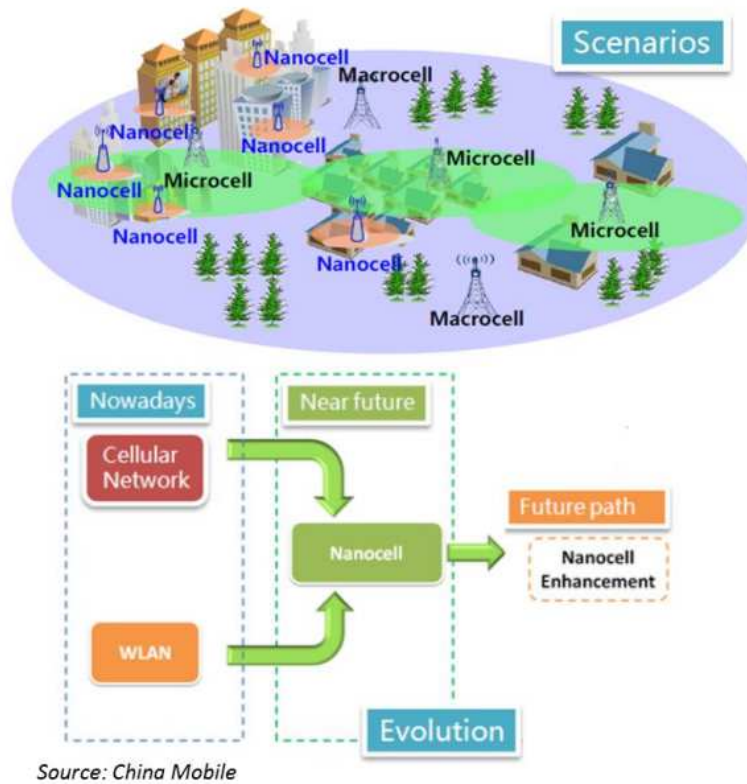 Scenarios
Nanocell
Macrocell
Nanocell
Nanocell
Microcell
Nanocell
Microcell
Nanocell
Microcell
Nanocell
Macrocell
Nowadays
Near future
Cellular
Network
Future path
Nanocell
Nanocell
Enhancement
WLAN
Evolution
Source: China Mobile